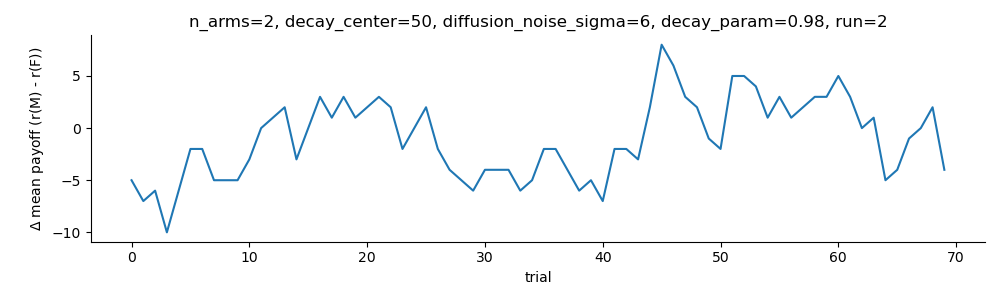 n_arms=2, decay_center=50, diffusion_noise_sigma=6, decay_param=0.98, run=2
Δ mean payoff (r(M) - r(F))
5
0
−5
−10
0 10 20 30 40 50 60 70
trial